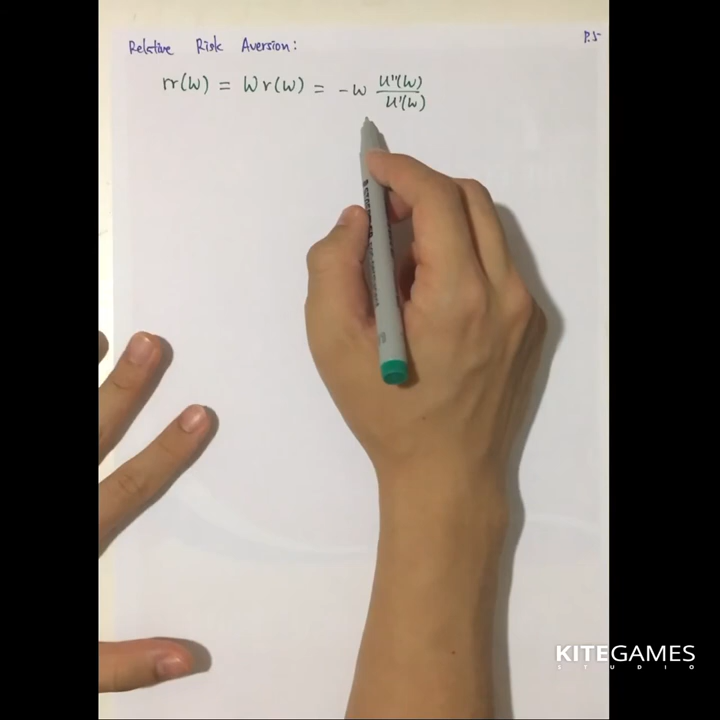 Relative Risk Aversion:
P.5
rr(W) = W r(W) = -W U''(W) / U'(W)
KITEGAMES
STUDIO